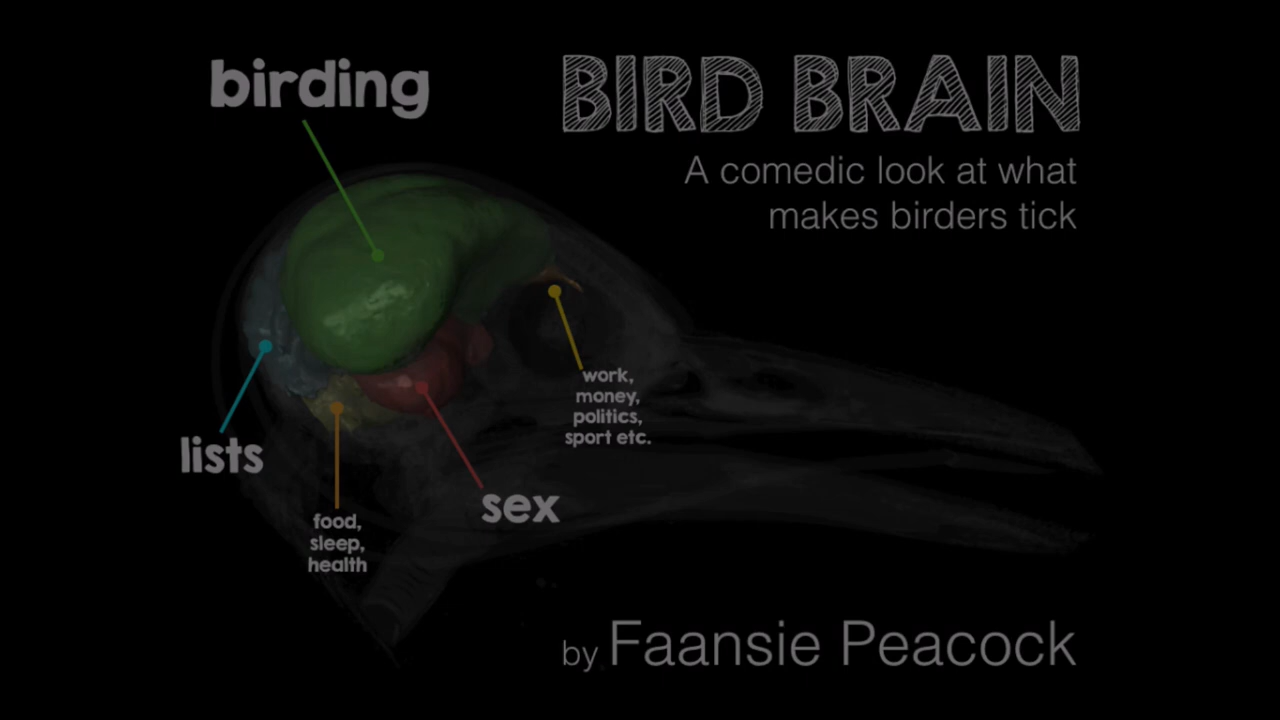 birding
BIRD BRAIN
A comedic look at what
makes birders tick
work,
money,
politics,
sport etc.
lists
sex
food,
sleep,
health
by Faansie Peacock